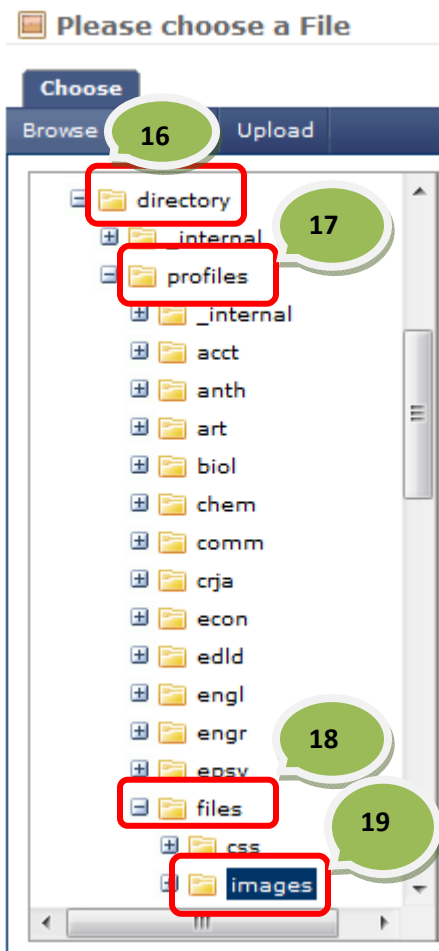 Please choose a File
Choose
Browse 16 Upload
directory
17
_internal
profiles
_internal
acct
anth
art
biol
chem
comm
crja
econ
edld
engl
engr
18
epsy
files
19
css
images